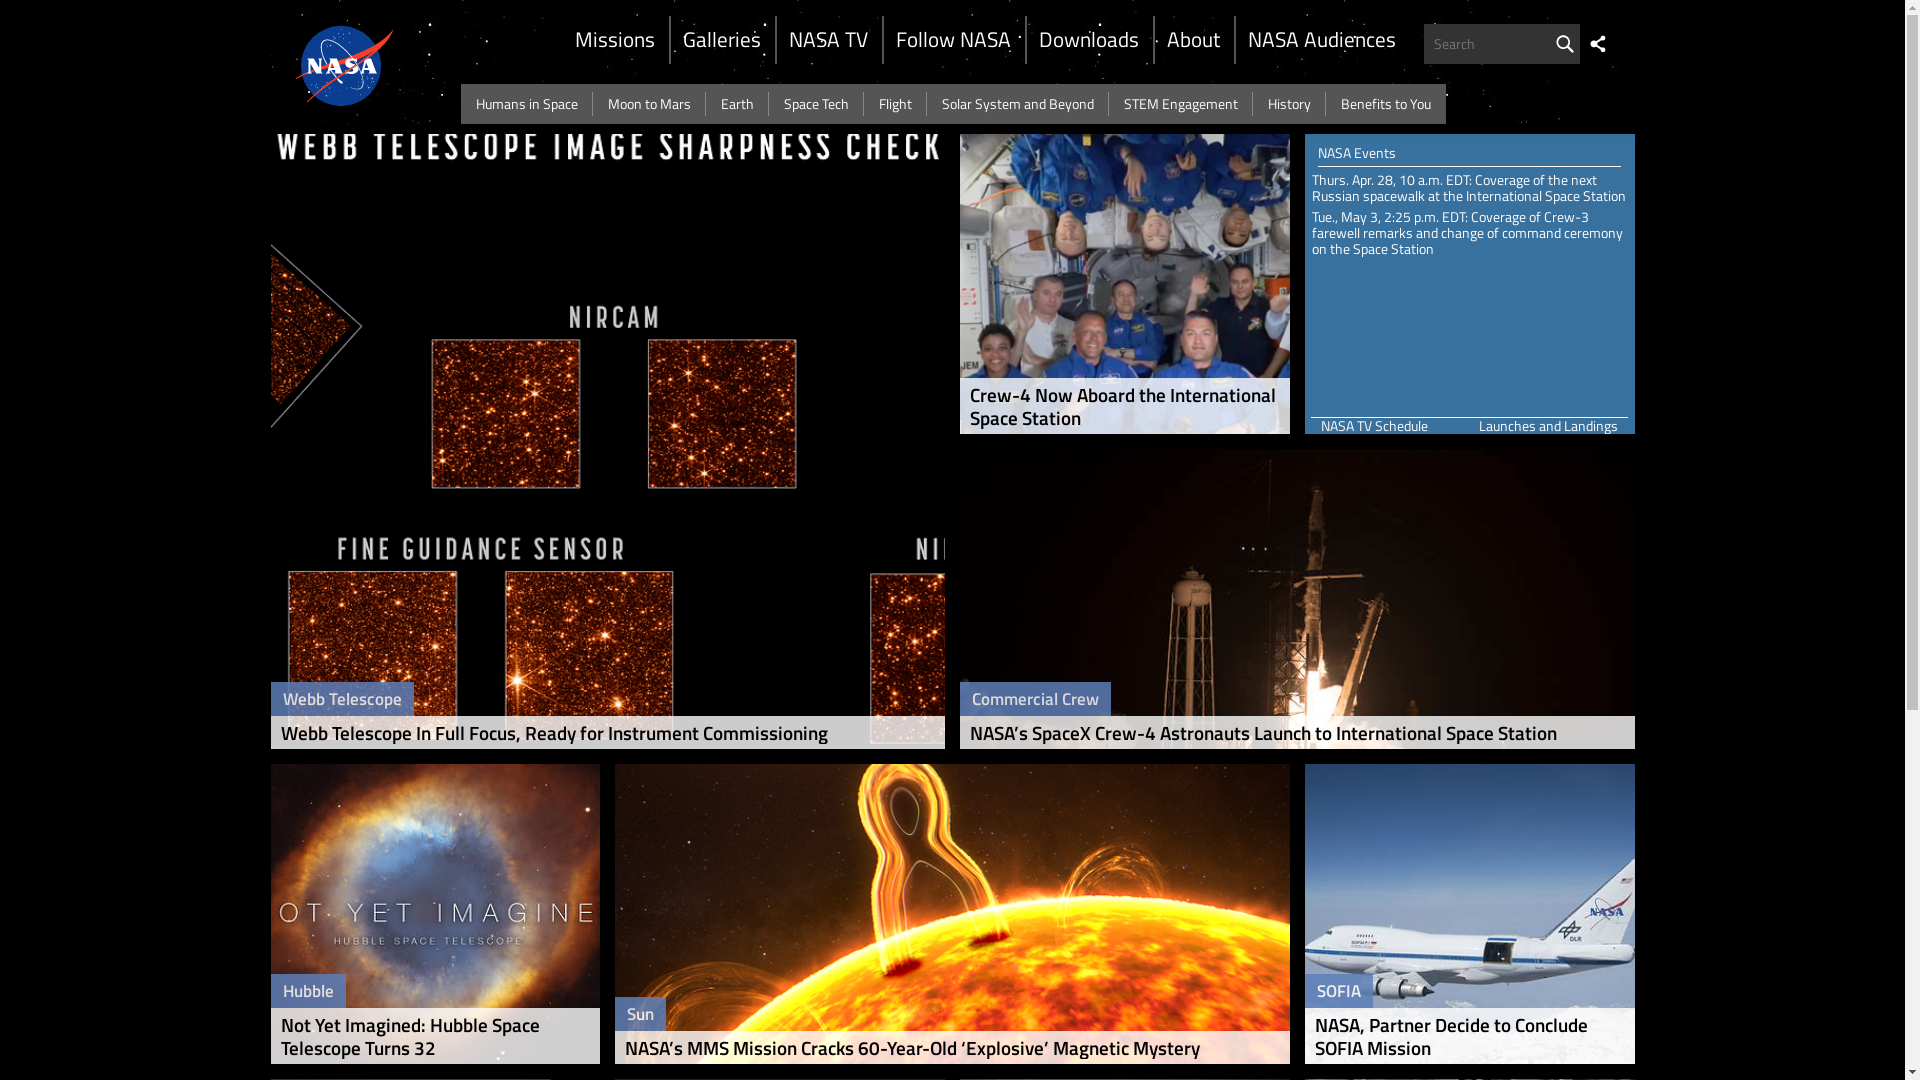 NASA
Missions
Galleries
NASA TV
Follow NASA
Downloads
About
NASA Audiences
Search
Humans in Space
Moon to Mars
Earth
Space Tech
Flight
Solar System and Beyond
STEM Engagement
History
Benefits to You
WEBB TELESCOPE IMAGE SHARPNESS CHECK
NIRCAM
FINE GUIDANCE SENSOR
Webb Telescope
Webb Telescope In Full Focus, Ready for Instrument Commissioning
JEM
Crew-4 Now Aboard the International
Space Station
NASA Events
Thurs. Apr. 28, 10 a.m. EDT: Coverage of the next
Russian spacewalk at the International Space Station
Tue., May 3, 2:25 p.m. EDT: Coverage of Crew-3
farewell remarks and change of command ceremony
on the Space Station
NASA TV Schedule
Launches and Landings
Commercial Crew
NASA’s SpaceX Crew-4 Astronauts Launch to International Space Station
OT YET IMAGINE
HUBBLE SPACE TELESCOPE
Hubble
Not Yet Imagined: Hubble Space
Telescope Turns 32
Sun
NASA’s MMS Mission Cracks 60-Year-Old ‘Explosive’ Magnetic Mystery
NASA
DLR
SOFIA
SOFIA
NASA, Partner Decide to Conclude
SOFIA Mission